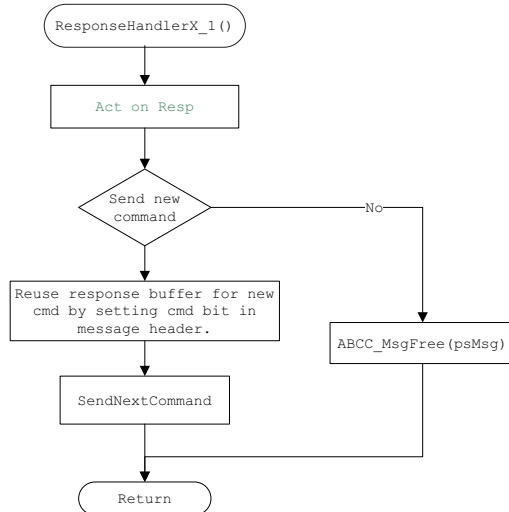 ResponseHandlerX_1()
Act on Resp
Send new
command
No
Reuse response buffer for new
cmd by setting cmd bit in
message header.
ABCC_MsgFree(psMsg)
SendNextCommand
Return